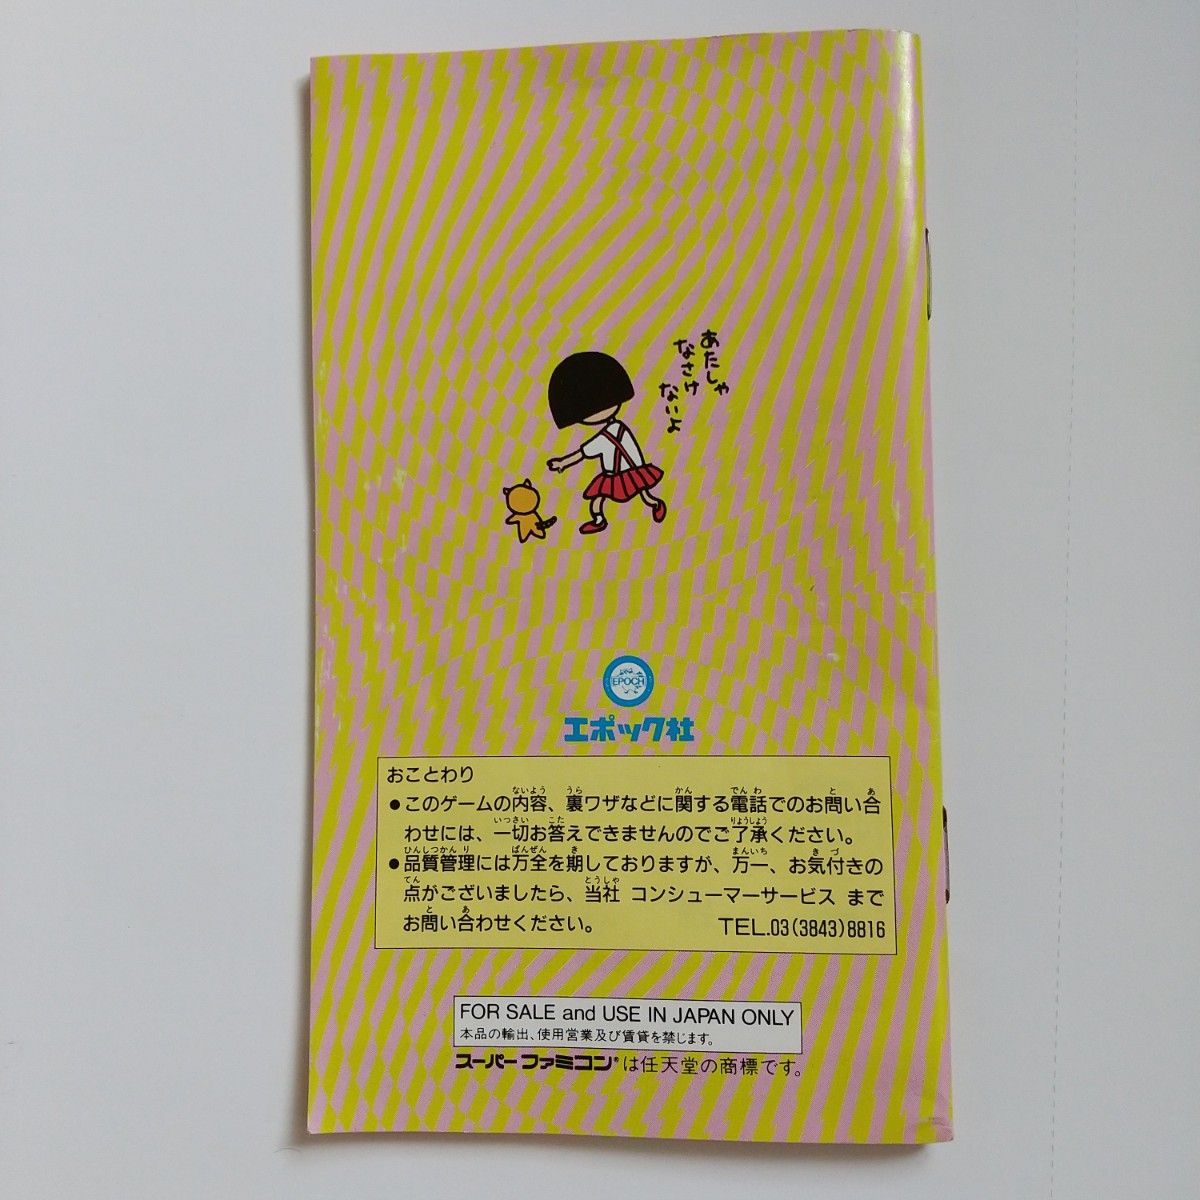 あたしゃ
なさけ
ないよ
EPOCH
エポック社
おことわり
●このゲームの内容、裏ワザなどに関する電話でのお問い合
わせには、一切お答えできませんのでご了承ください。
●品質管理には万全を期しておりますが、万一、お気付きの
点がございましたら、当社 コンシューマーサービス まで
お問い合わせください。 TEL.03(3843)8816
FOR SALE and USE IN JAPAN ONLY
本品の輸出、使用営業及び賃貸を禁じます。
スーパーファミコン®は任天堂の商標です。